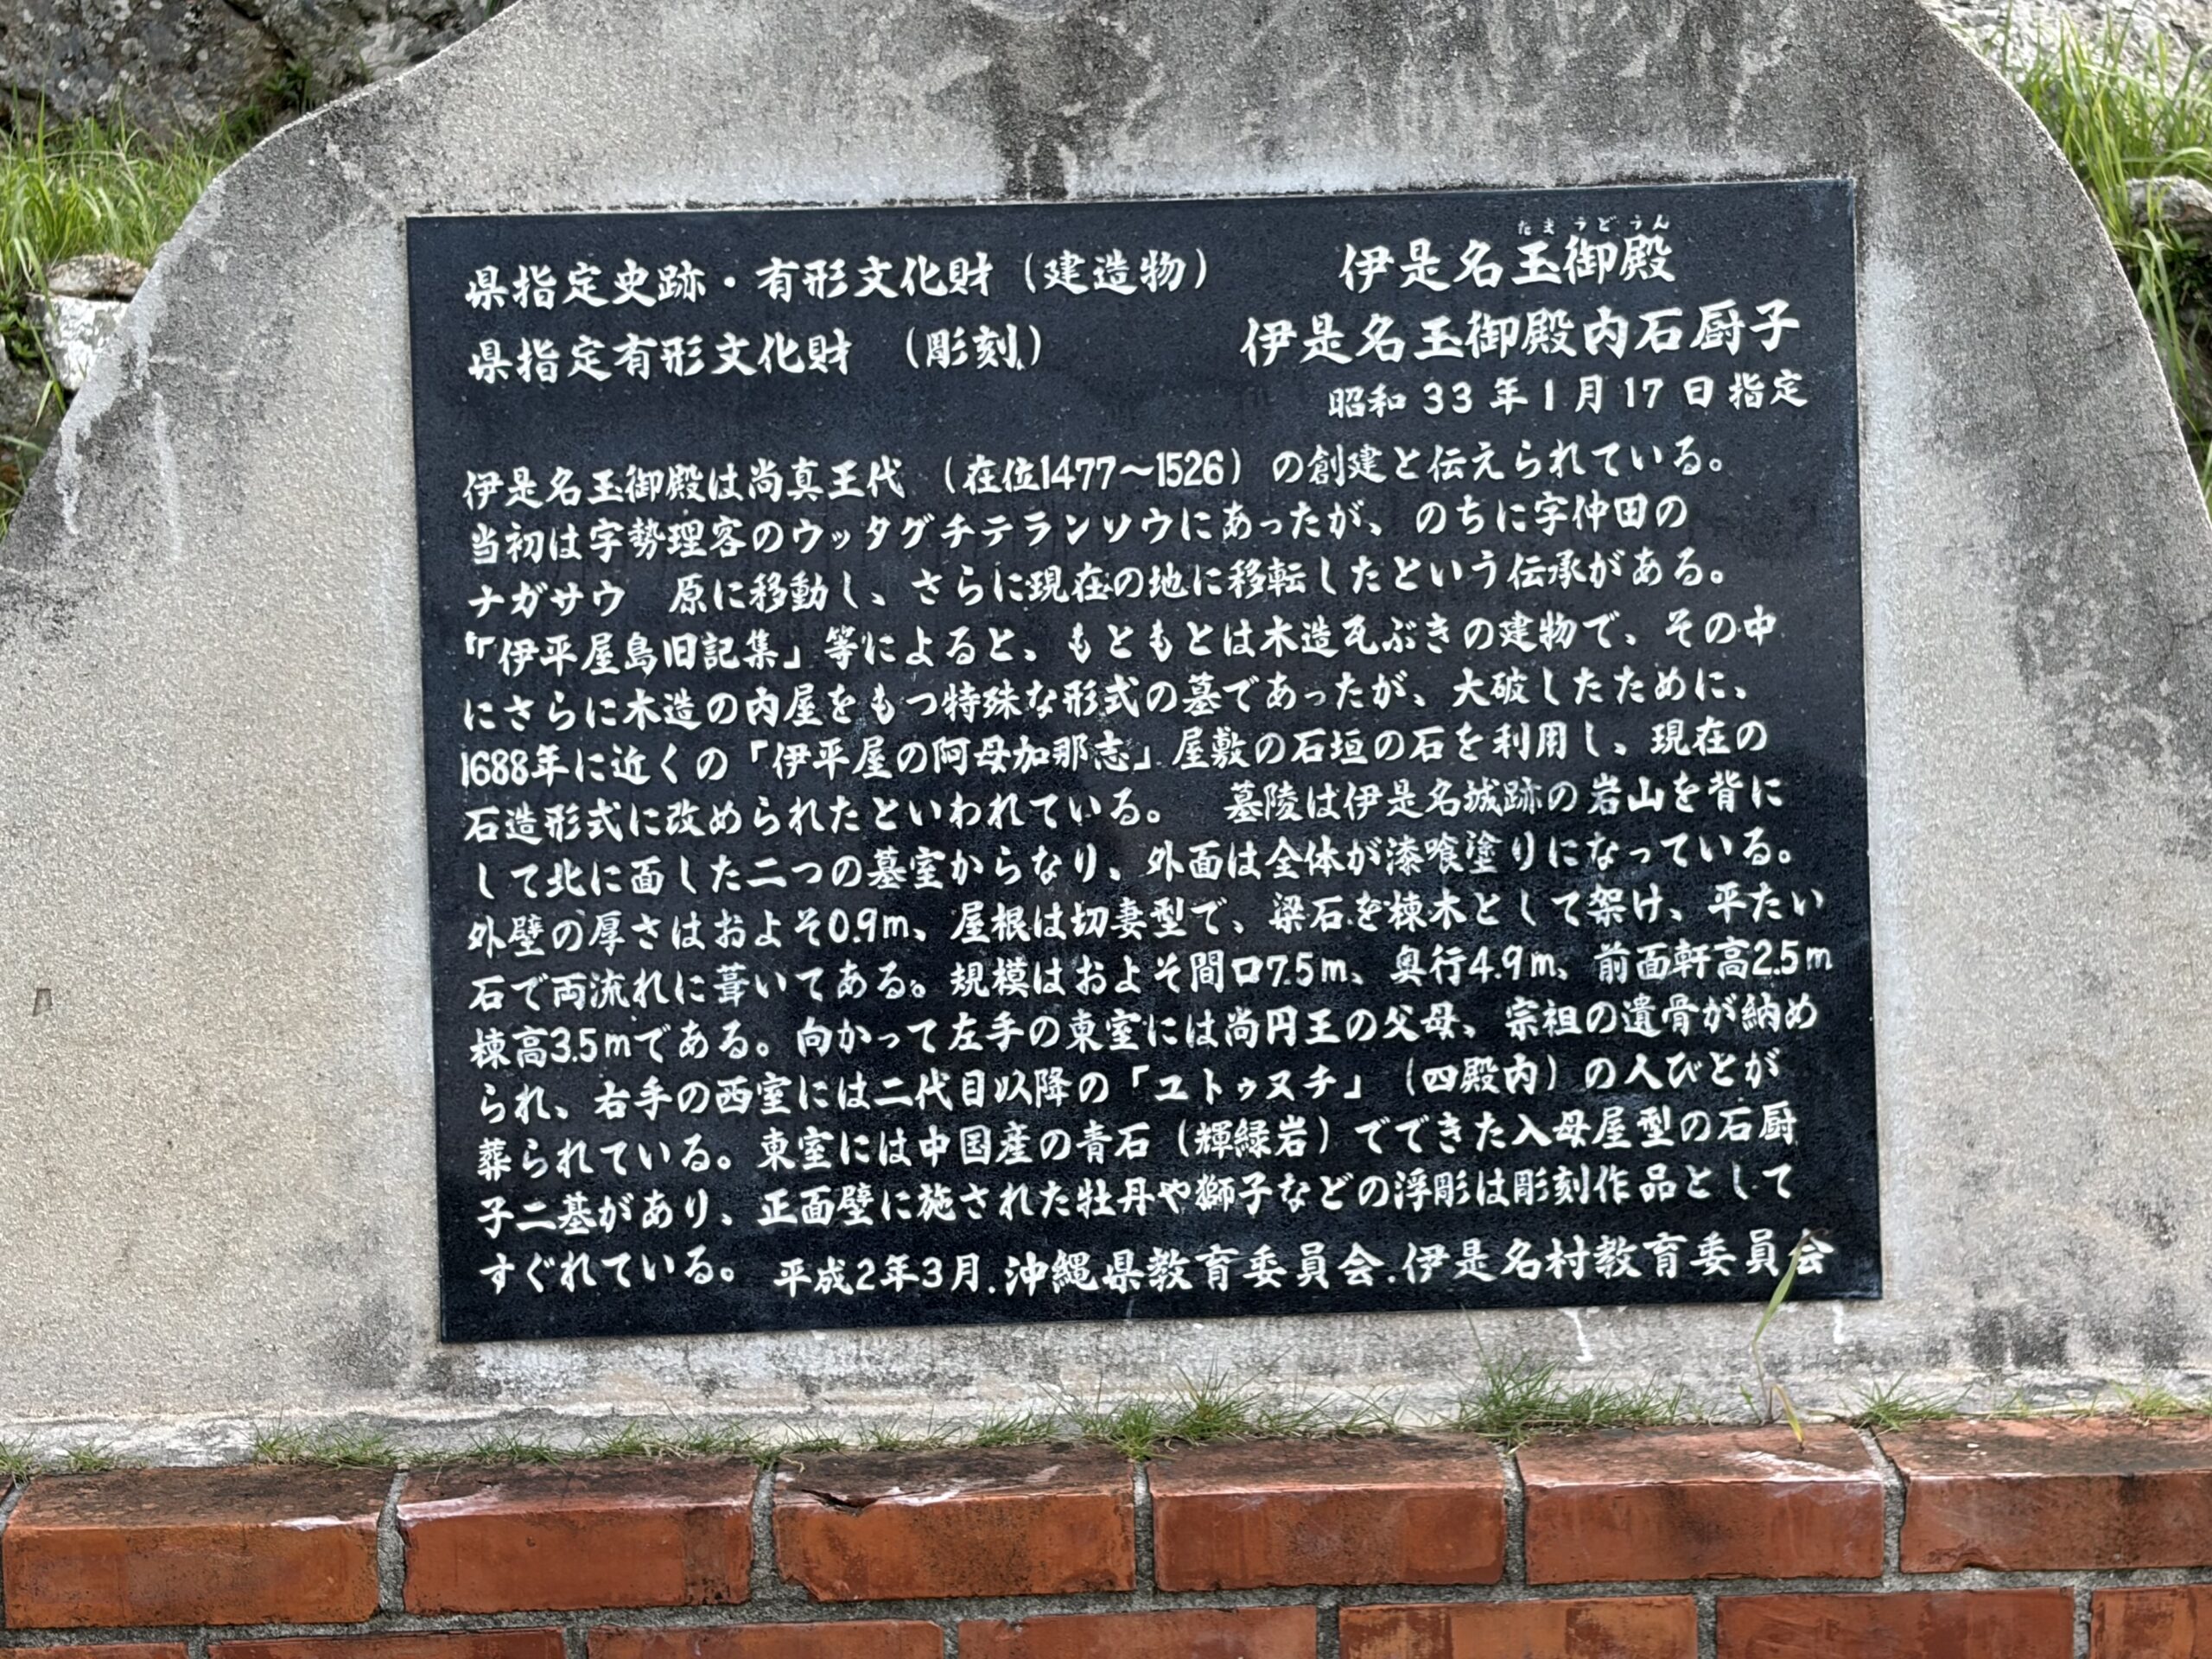 県指定史跡・有形文化財（建造物） 伊是名玉御殿
たまうどぅん
県指定有形文化財 （彫刻） 伊是名玉御殿内石厨子
昭和33年1月17日指定
伊是名玉御殿は尚真王代 （在位1477〜1526）の創建と伝えられている。
当初は字勢理客のウッタグチテランソウにあったが、のちに字仲田の
ナガサウ 原に移動し、さらに現在の地に移転したという伝承がある。
「『伊平屋島旧記集」等によると、もともとは木造瓦ぶきの建物で、その中
にさらに木造の内屋をもつ特殊な形式の墓であったが、大破したために、
1688年に近くの「伊平屋の阿母加那志」屋敷の石垣の石を利用し、現在の
石造形式に改められたといわれている。 墓陵は伊是名城跡の岩山を背に
して北に面した二つの墓室からなり、外面は全体が漆喰塗りになっている。
外壁の厚さはおよそ0.9m、屋根は切妻型で、梁石を棟木として架け、平たい
石で両流れに葺いてある。規模はおよそ間口7.5m、奥行4.9m、前面軒高2.5m
棟高3.5mである。向かって左手の東室には尚円王の父母、宗祖の遺骨が納め
られ、右手の西室には二代目以降の「ユトゥヌチ」（四殿内）の人びとが
葬られている。東室には中国産の青石（輝緑岩）でできた入母屋型の石厨
子二基があり、正面壁に施された牡丹や獅子などの浮彫は彫刻作品として
すぐれている。 平成2年3月.沖縄県教育委員会.伊是名村教育委員会